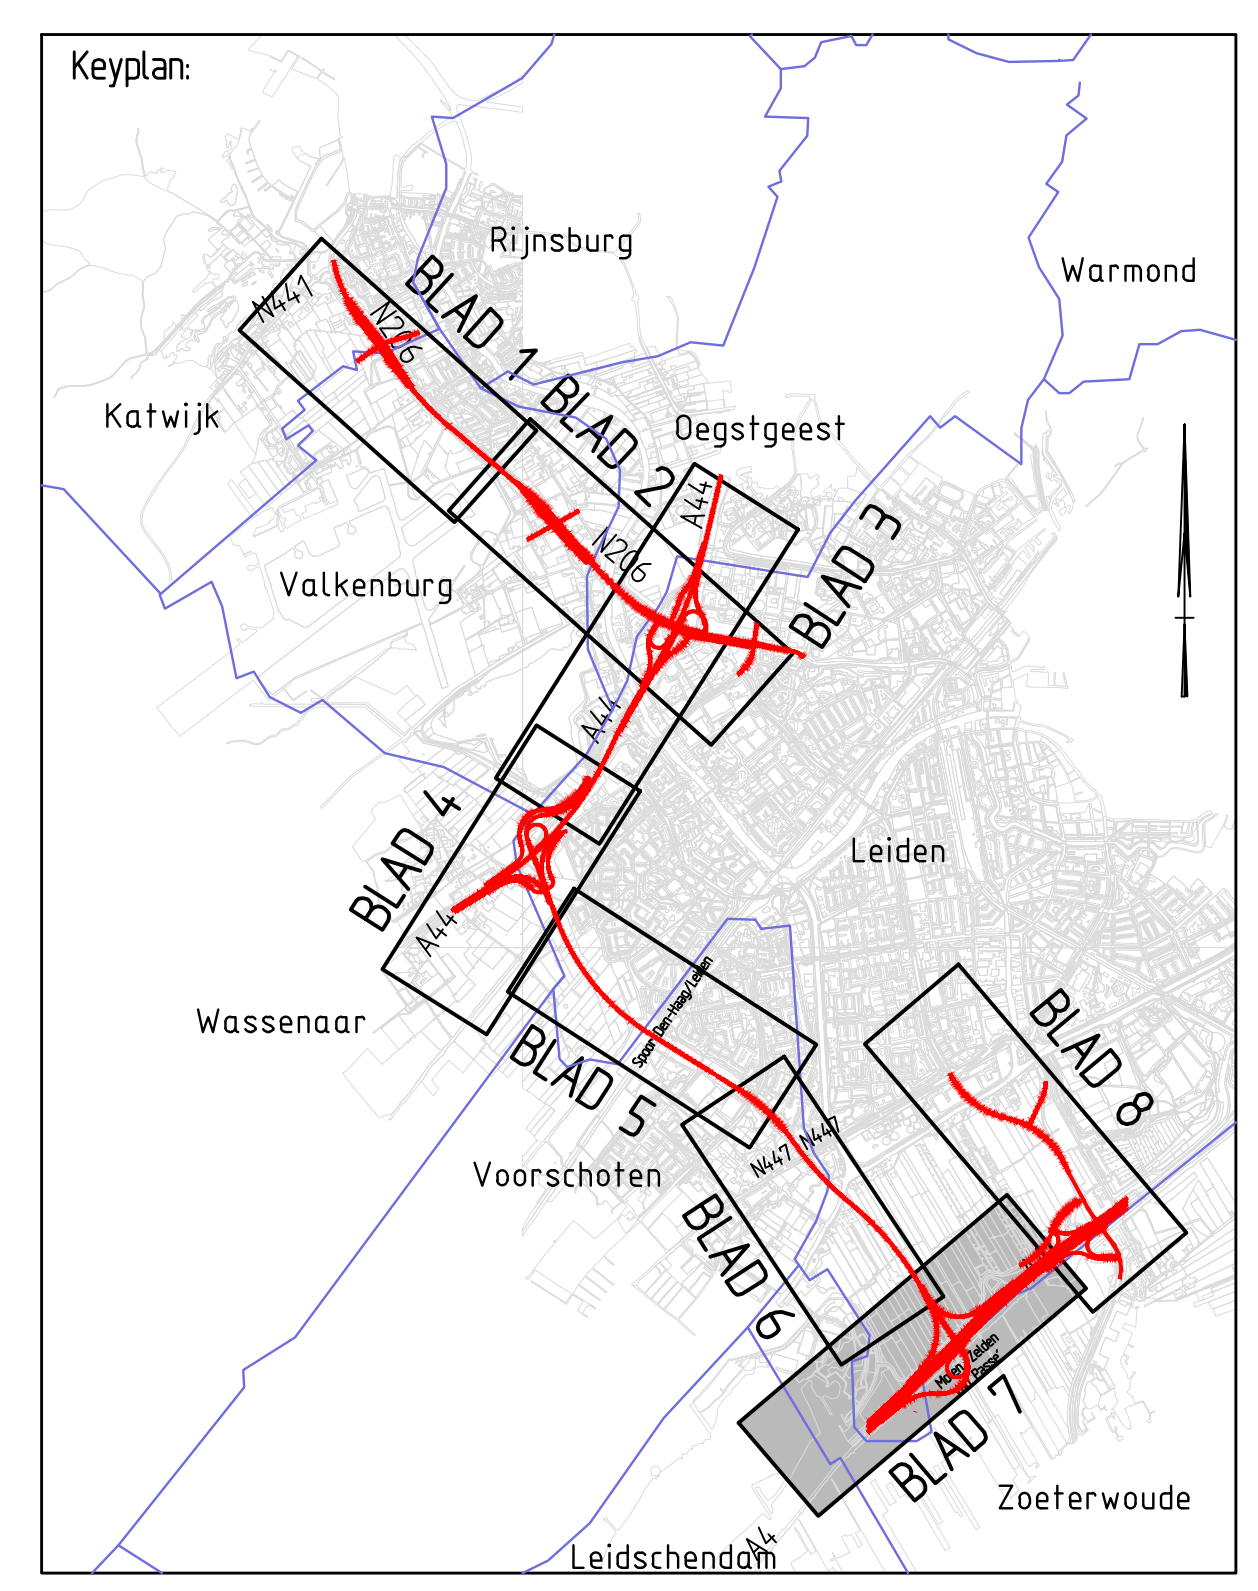 Keyplan:
Rijnsburg
Warmond
N441
BLAD 1
N206
Katwijk
BLAD 2
Oegstgeest
A44
BLAD 3
N206
Valkenburg
A44
BLAD 4
Leiden
A44
Spoor Den-Haag/Leiden
Wassenaar
BLAD 5
BLAD 8
N447
N447
Voorschoten
BLAD 6
Zelden
Passe'
BLAD 7
Zoeterwoude
A4
Leidschendam